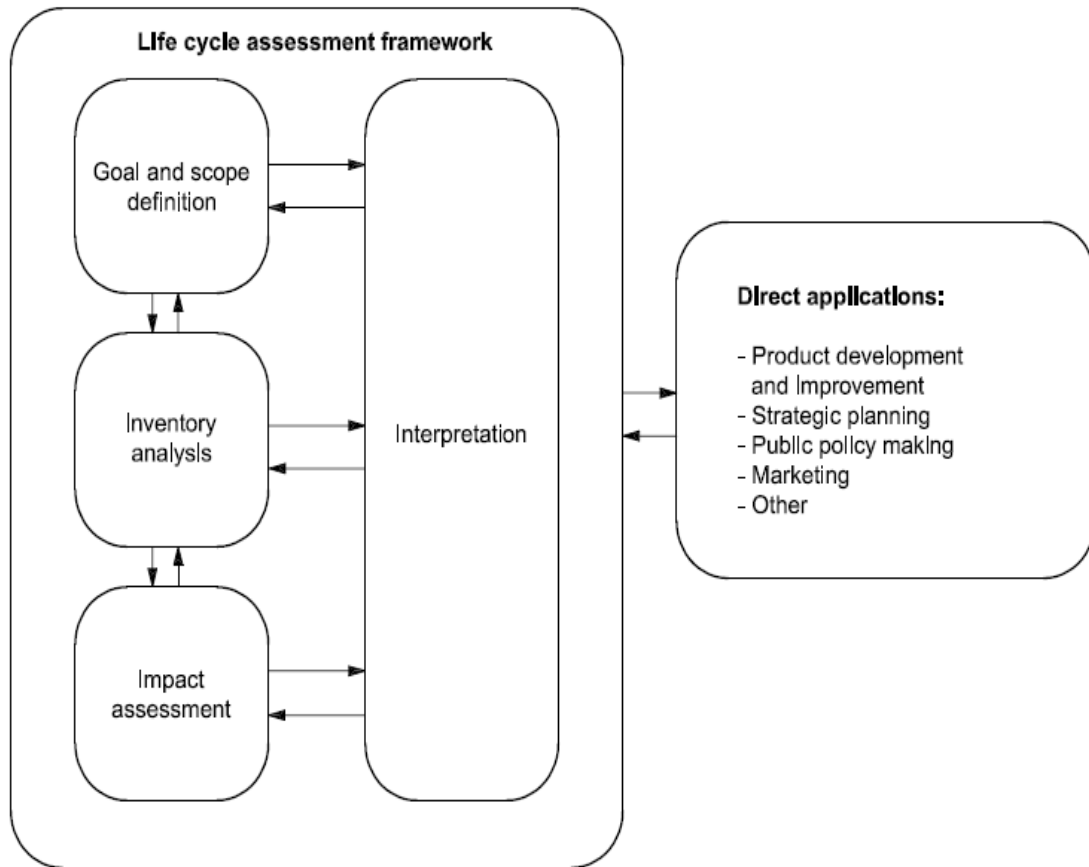 Life cycle assessment framework
Goal and scope
definition
Inventory
analysis
Impact
assessment
Interpretation
Direct applications:
- Product development
and Improvement
- Strategic planning
- Public policy making
- Marketing
- Other